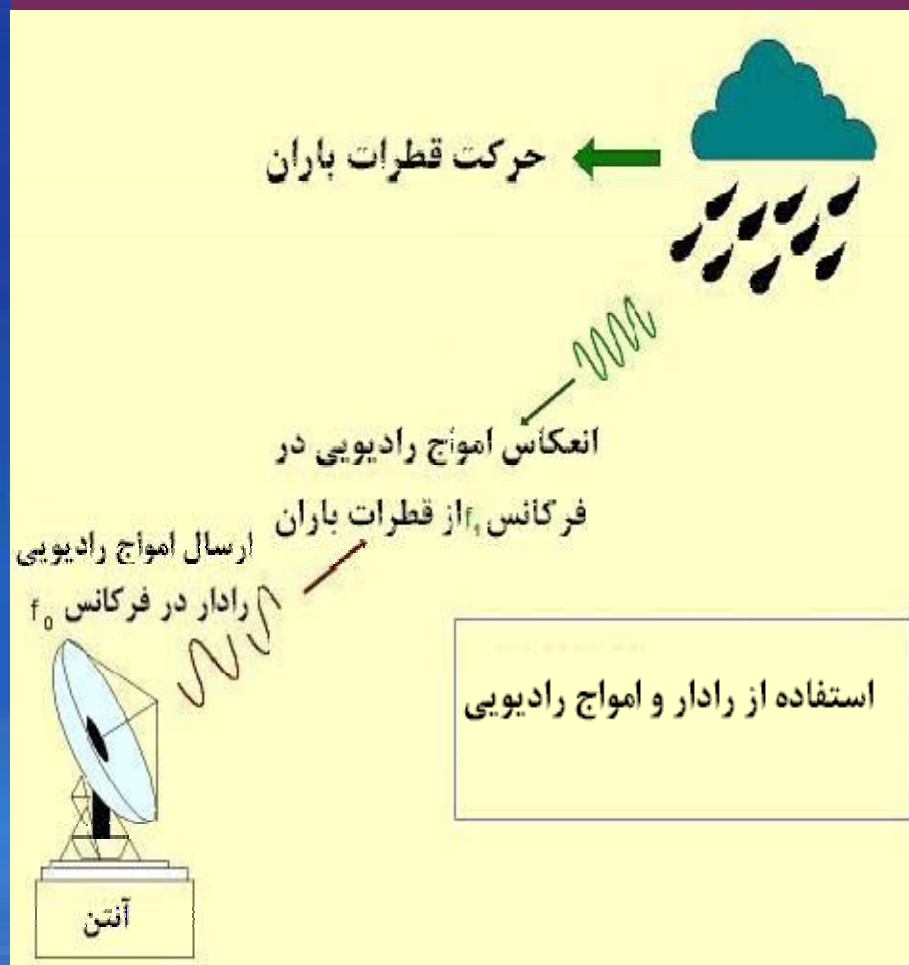 حرکت قطرات باران
انعکاس امواج رادیویی در
فرکانس f₁ از قطرات باران
ارسال امواج رادیویی
رادار در فرکانس f₀
استفاده از رادار و امواج رادیویی
آنتن